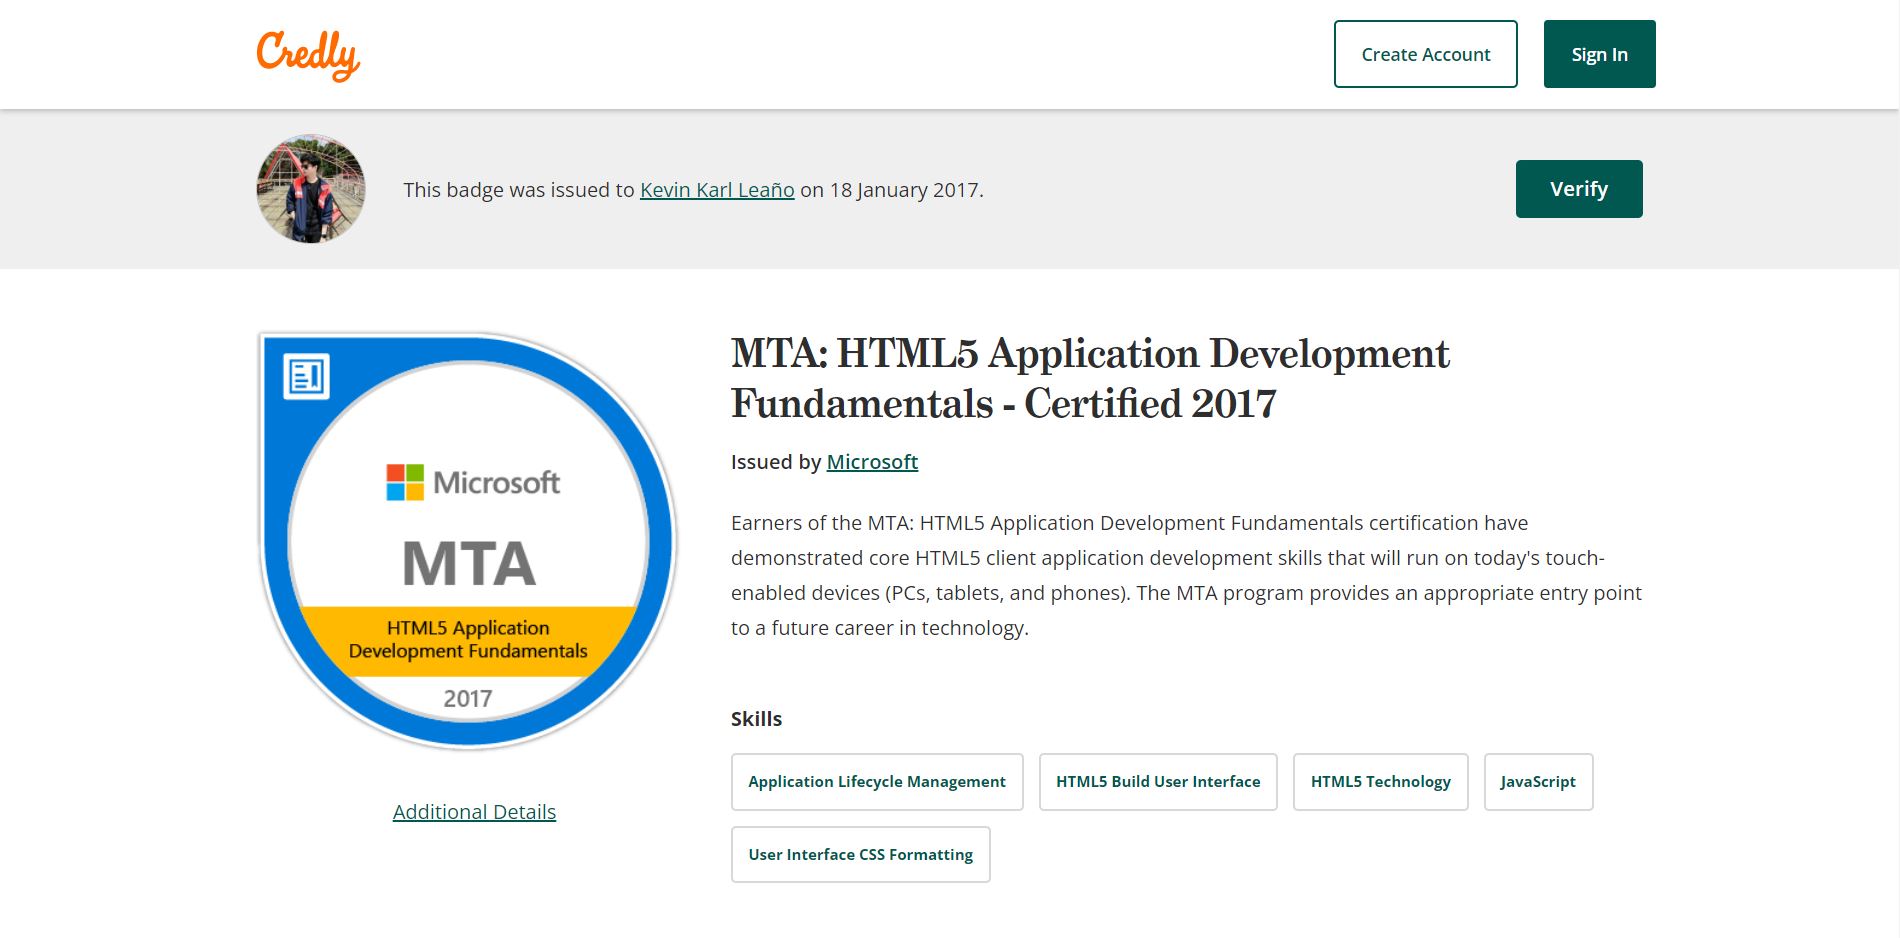 Credly
Create Account
Sign In
This badge was issued to Kevin Karl Leaño on 18 January 2017.
Verify
Microsoft
MTA
HTML5 Application
Development Fundamentals
2017
Additional Details
MTA: HTML5 Application Development
Fundamentals - Certified 2017
Issued by Microsoft
Earners of the MTA: HTML5 Application Development Fundamentals certification have
demonstrated core HTML5 client application development skills that will run on today's touch-
enabled devices (PCs, tablets, and phones). The MTA program provides an appropriate entry point
to a future career in technology.
Skills
Application Lifecycle Management
HTML5 Build User Interface
HTML5 Technology
JavaScript
User Interface CSS Formatting